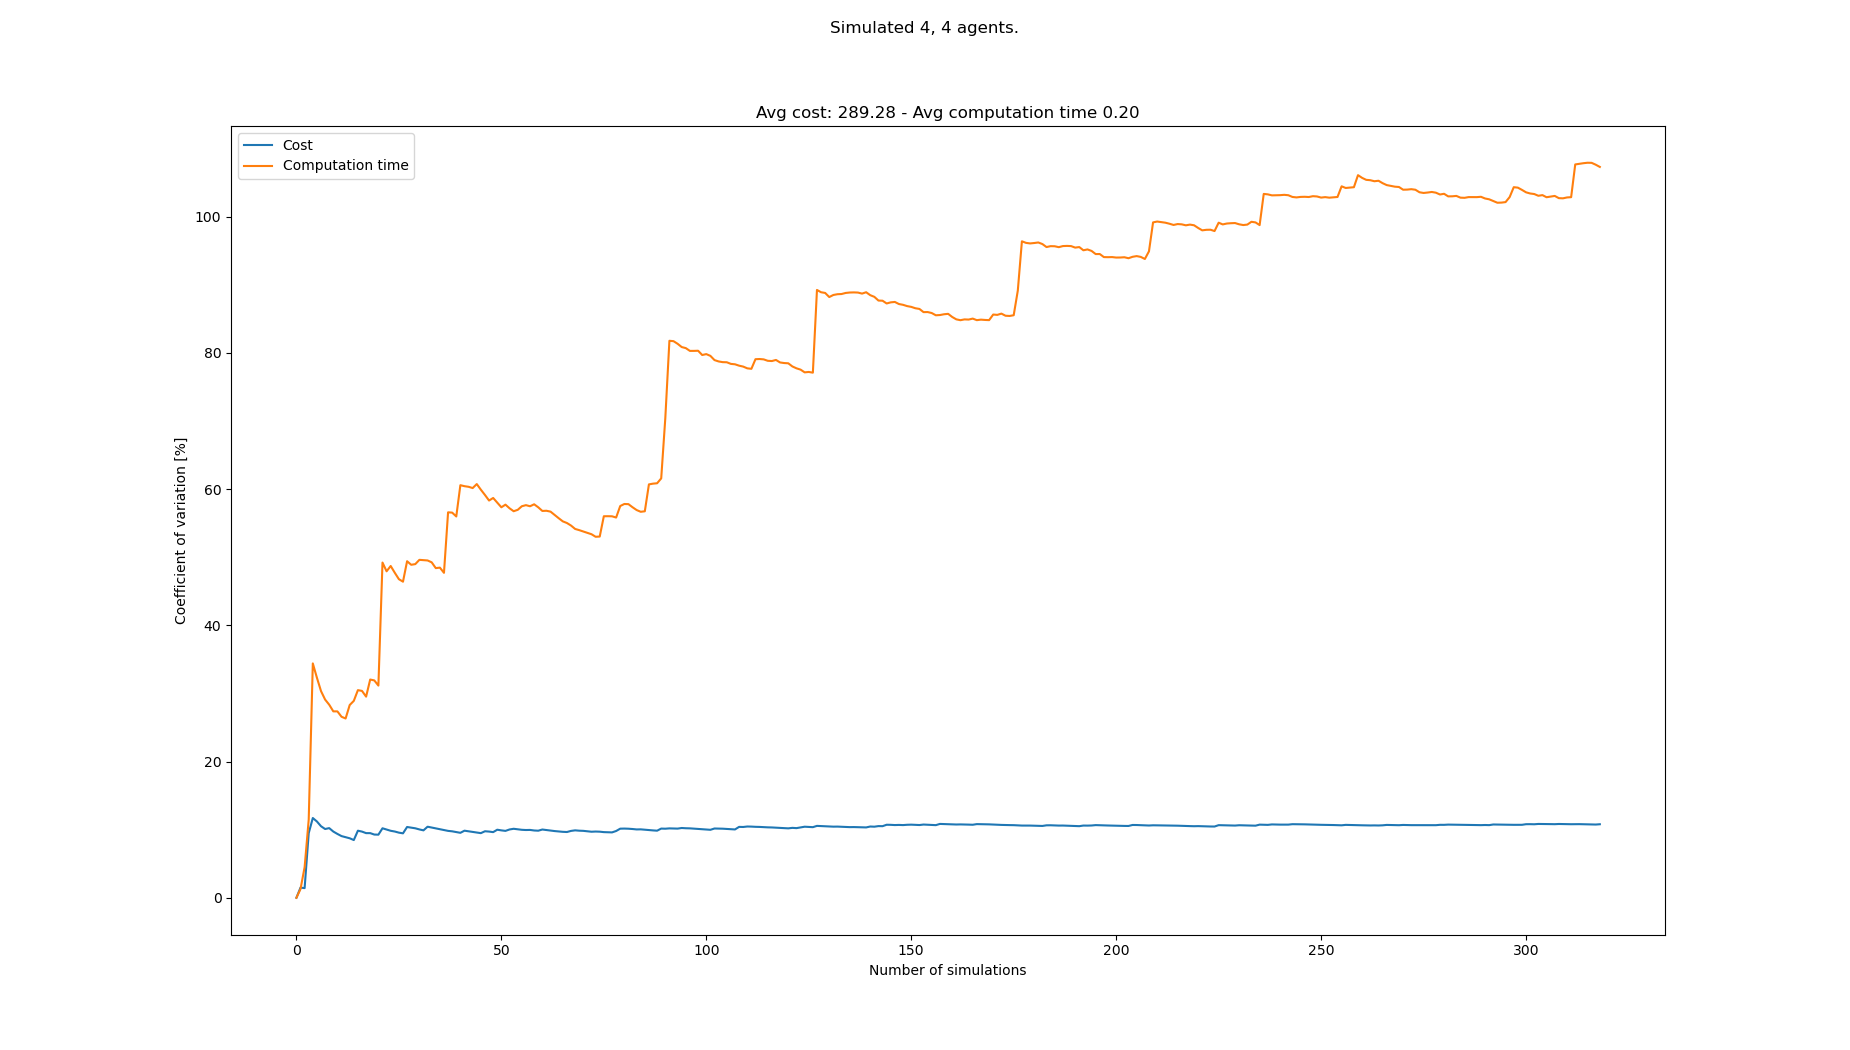 Simulated 4, 4 agents.
Avg cost: 289.28 - Avg computation time 0.20
Cost
Computation time
100
80
60
40
20
0
Coefficient of variation [%]
0 50 100 150 200 250 300
Number of simulations